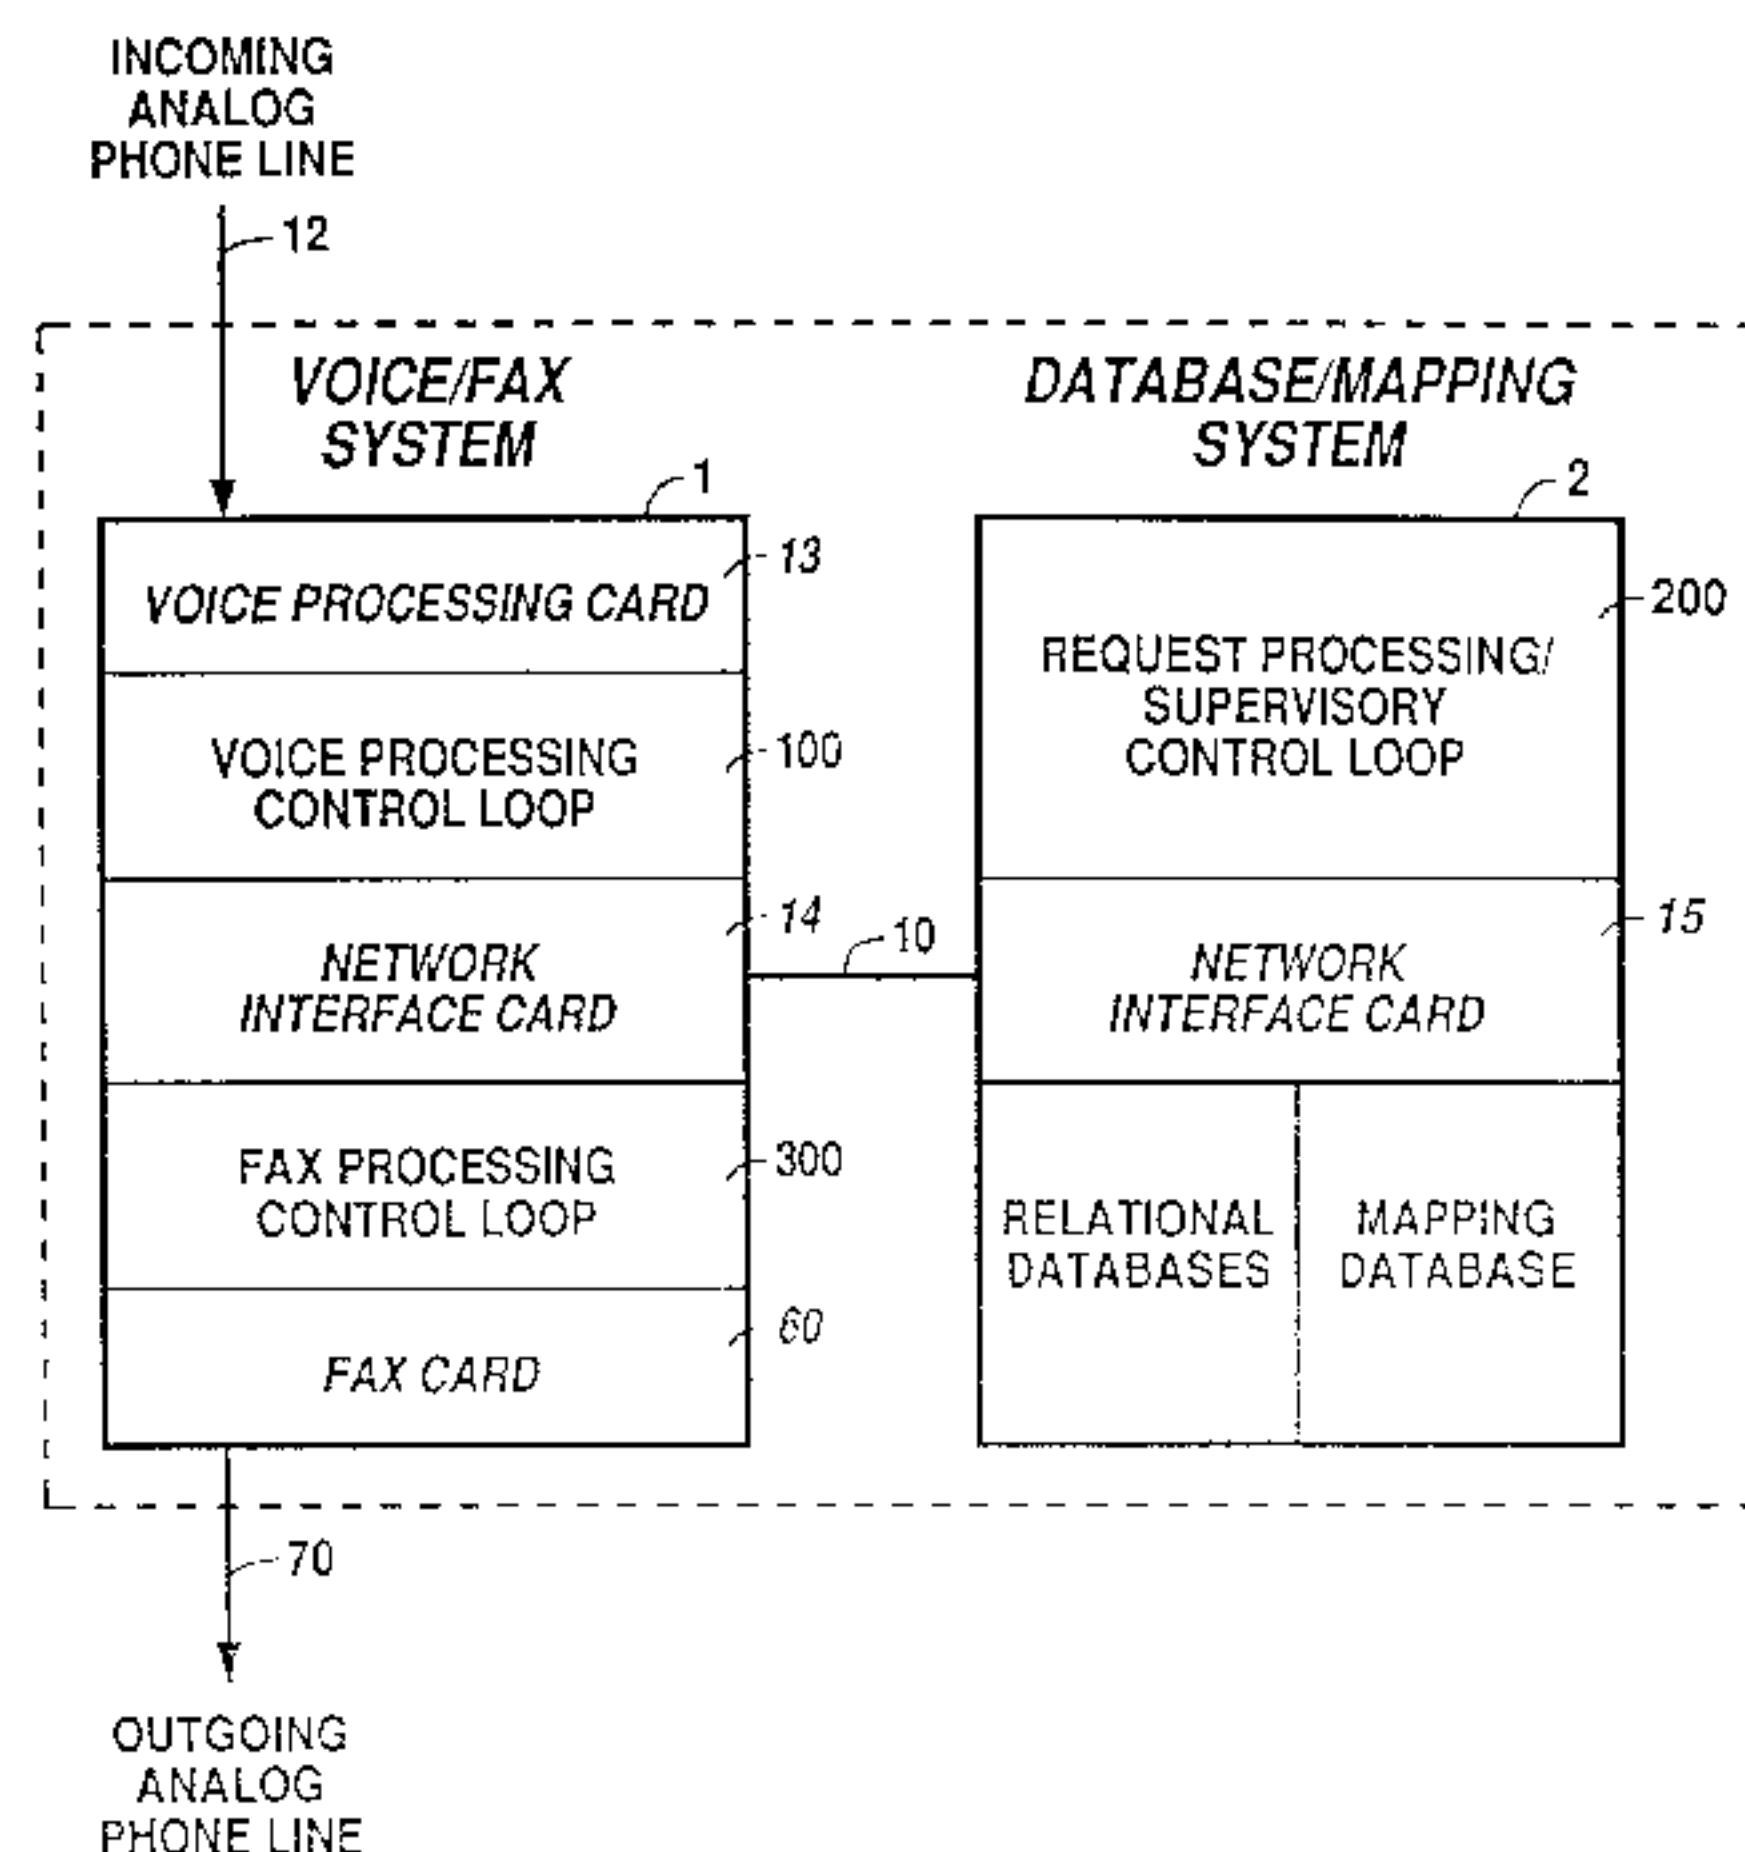 INCOMING
ANALOG
PHONE LINE
12
VOICE/FAX
SYSTEM
1
VOICE PROCESSING CARD
13
VOICE PROCESSING
CONTROL LOOP
100
NETWORK
INTERFACE CARD
14
10
FAX PROCESSING
CONTROL LOOP
300
FAX CARD
60
DATABASE/MAPPING
SYSTEM
2
REQUEST PROCESSING/
SUPERVISORY
CONTROL LOOP
200
NETWORK
INTERFACE CARD
15
RELATIONAL
DATABASES
MAPPING
DATABASE
70
OUTGOING
ANALOG
PHONE LINE